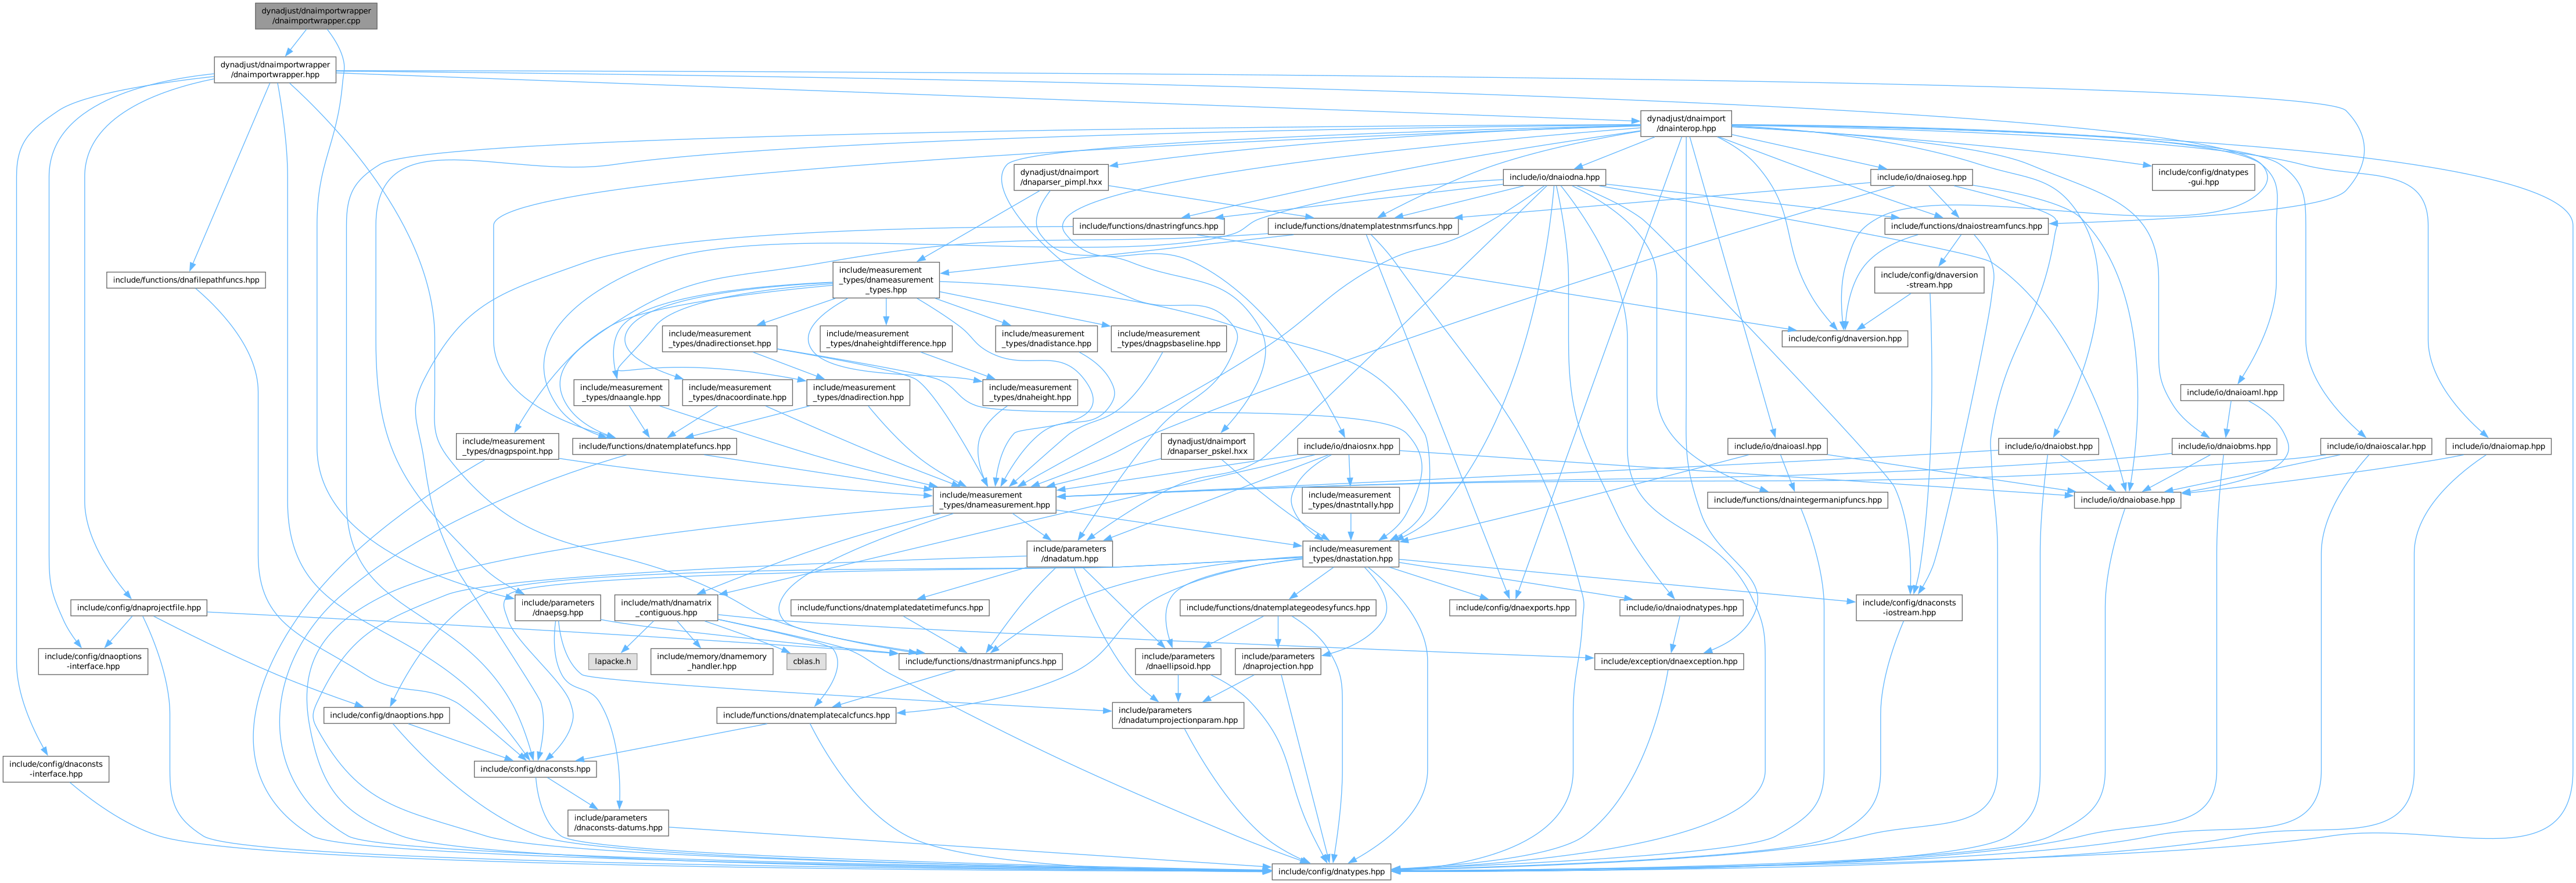 dynadjust/dnaimportwrapper
/dnaimportwrapper.cpp
dynadjust/dnaimportwrapper
/dnaimportwrapper.hpp
dynadjust/dnaimport
/dnainterop.hpp
dynadjust/dnaimport
/dnaparser_pimpl.hxx
include/io/dnaiodna.hpp
include/io/dnaioseg.hpp
include/config/dnatypes
-gui.hpp
include/functions/dnastringfuncs.hpp
include/functions/dnatemplatestnmsrfuncs.hpp
include/functions/dnaiostreamfuncs.hpp
include/functions/dnafilepathfuncs.hpp
include/measurement
_types/dnameasurement
_types.hpp
include/config/dnaversion
-stream.hpp
include/measurement
_types/dnadirectionset.hpp
include/measurement
_types/dnaheightdifference.hpp
include/measurement
_types/dnadistance.hpp
include/measurement
_types/dnagpsbaseline.hpp
include/config/dnaversion.hpp
include/measurement
_types/dnaangle.hpp
include/measurement
_types/dnacoordinate.hpp
include/measurement
_types/dnadirection.hpp
include/measurement
_types/dnaheight.hpp
include/io/dnaioaml.hpp
include/measurement
_types/dnagpspoint.hpp
include/functions/dnatemplatefuncs.hpp
dynadjust/dnaimport
/dnaparser_pskel.hxx
include/io/dnaiosnx.hpp
include/io/dnaioasl.hpp
include/io/dnaiobst.hpp
include/io/dnaiobms.hpp
include/io/dnaioscalar.hpp
include/io/dnaiomap.hpp
include/measurement
_types/dnameasurement.hpp
include/measurement
_types/dnastntally.hpp
include/functions/dnaintegermanipfuncs.hpp
include/io/dnaiobase.hpp
include/parameters
/dnadatum.hpp
include/measurement
_types/dnastation.hpp
include/config/dnaprojectfile.hpp
include/parameters
/dnaepsg.hpp
include/math/dnamatrix
_contiguous.hpp
include/functions/dnatemplatedatetimefuncs.hpp
include/functions/dnatemplategeodesyfuncs.hpp
include/config/dnaexports.hpp
include/io/dnaiodnatypes.hpp
include/config/dnaconsts
-iostream.hpp
include/config/dnaoptions
-interface.hpp
lapacke.h
include/memory/dnamemory
_handler.hpp
cblas.h
include/functions/dnastrmanipfuncs.hpp
include/parameters
/dnaellipsoid.hpp
include/parameters
/dnaprojection.hpp
include/exception/dnaexception.hpp
include/config/dnaoptions.hpp
include/functions/dnatemplatecalcfuncs.hpp
include/parameters
/dnadatumprojectionparam.hpp
include/config/dnaconsts
-interface.hpp
include/config/dnaconsts.hpp
include/parameters
/dnaconsts-datums.hpp
include/config/dnatypes.hpp